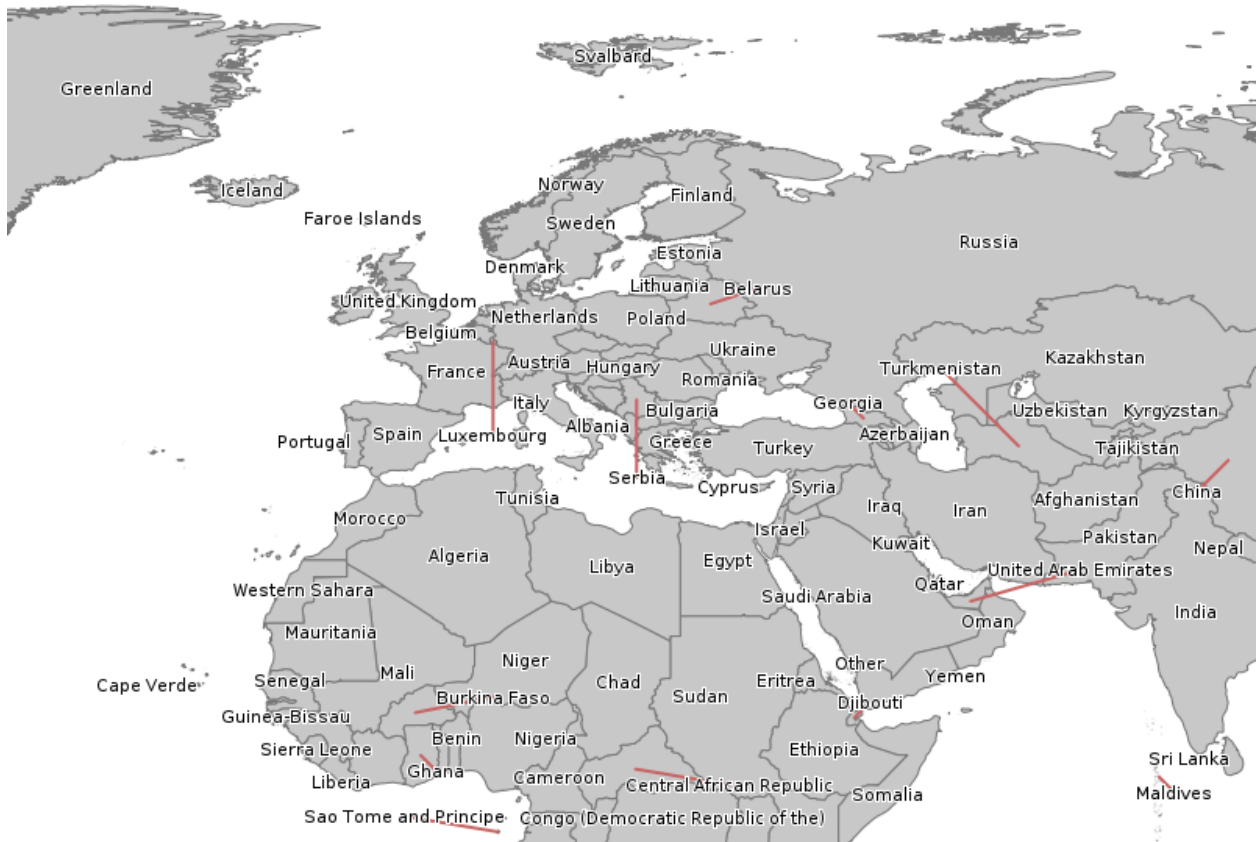 Svalbard
Greenland
Iceland
Norway
Finland
Faroe Islands
Sweden
Russia
Estonia
Denmark
Lithuania
Belarus
United Kingdom
Netherlands
Poland
Belgium
Ukraine
Kazakhstan
Austria
Hungary
Turkmenistan
France
Romania
Italy
Georgia
Bulgaria
Uzbekistan
Kyrgyzstan
Albania
Portugal
Spain
Luxembourg
Greece
Turkey
Azerbaijan
Tajikistan
Serbia
Cyprus
Syria
China
Tunisia
Afghanistan
Morocco
Iraq
Iran
Israel
Pakistan
Kuwait
Nepal
Algeria
Libya
Egypt
United Arab Emirates
Qatar
Western Sahara
Saudi Arabia
India
Oman
Mauritania
Niger
Other
Mali
Yemen
Senegal
Chad
Eritrea
Cape Verde
Burkina Faso
Sudan
Djibouti
Guinea-Bissau
Benin
Nigeria
Sierra Leone
Ethiopia
Sri Lanka
Ghana
Liberia
Cameroon
Central African Republic
Somalia
Maldives
Sao Tome and Principe
Congo (Democratic Republic of the)